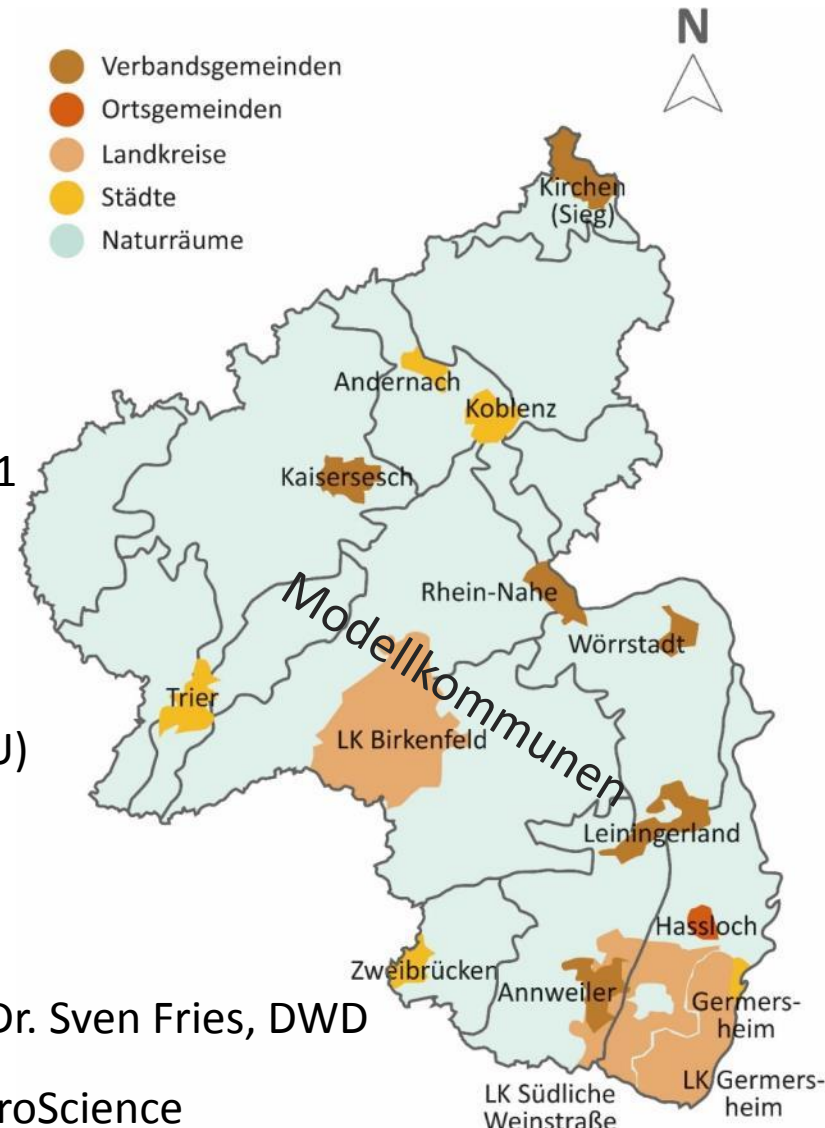 N
Verbandsgemeinden
Ortsgemeinden
Landkreise
Städte
Naturräume
Kirchen
(Sieg)
Andernach
Koblenz
1
Kaisersesch
Rhein-Nahe
Wörrstadt
Modellkommunen
Trier
LK Birkenfeld
U)
Leiningerland
Hassloch
Zweibrücken
Annweiler
Germers-
heim
Dr. Sven Fries, DWD
LK Südliche
Weinstraße
LK Germers-
heim
roScience